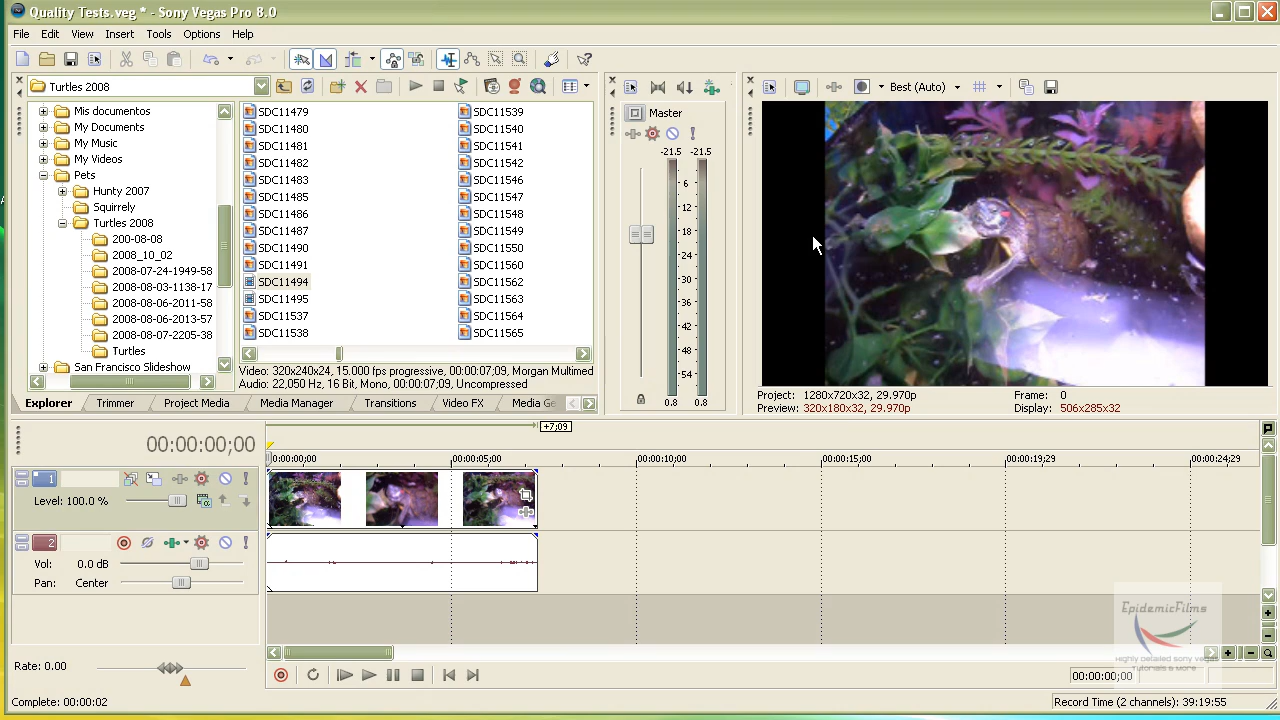 Quality Tests.veg * - Sony Vegas Pro 8.0
File Edit View Insert Tools Options Help
Turtles 2008
Best (Auto)
Mis documentos
My Documents
My Music
My Videos
Pets
Hunty 2007
Squirrely
Turtles 2008
200-08-08
2008_10_02
2008-07-24-1949-58
2008-08-03-1138-17
2008-08-06-2011-58
2008-08-06-2013-57
2008-08-07-2205-38
Turtles
San Francisco Slideshow
SDC11479
SDC11480
SDC11481
SDC11482
SDC11483
SDC11485
SDC11486
SDC11487
SDC11490
SDC11491
SDC11494
SDC11495
SDC11537
SDC11538
SDC11539
SDC11540
SDC11541
SDC11542
SDC11546
SDC11547
SDC11548
SDC11549
SDC11550
SDC11560
SDC11562
SDC11563
SDC11564
SDC11565
Video: 320x240x24, 15.000 fps progressive, 00:00:07;09, Morgan Multimed
Audio: 22,050 Hz, 16 Bit, Mono, 00:00:07;09, Uncompressed
Explorer Trimmer Project Media Media Manager Transitions Video FX Media Ge
Master
-21.5 -21.5
-6
-12
-18
-24
-30
-36
-42
-48
-54
0.8 0.8
Project: 1280x720x32, 29.970p Frame: 0
Preview: 320x180x32, 29.970p Display: 506x285x32
+7;09
00:00:00;00
00:00:00;00 00:00:05;00 00:00:10;00 00:00:15;00 00:00:19;29 00:00:24;29
1
Level: 100.0 %
2
Vol: 0.0 dB
Pan: Center
EpidemicFilms
Highly detailed sony vegas
Tutorials & More
Rate: 0.00
00:00:00;00
Complete: 00:00:02
Record Time (2 channels): 39:19:55